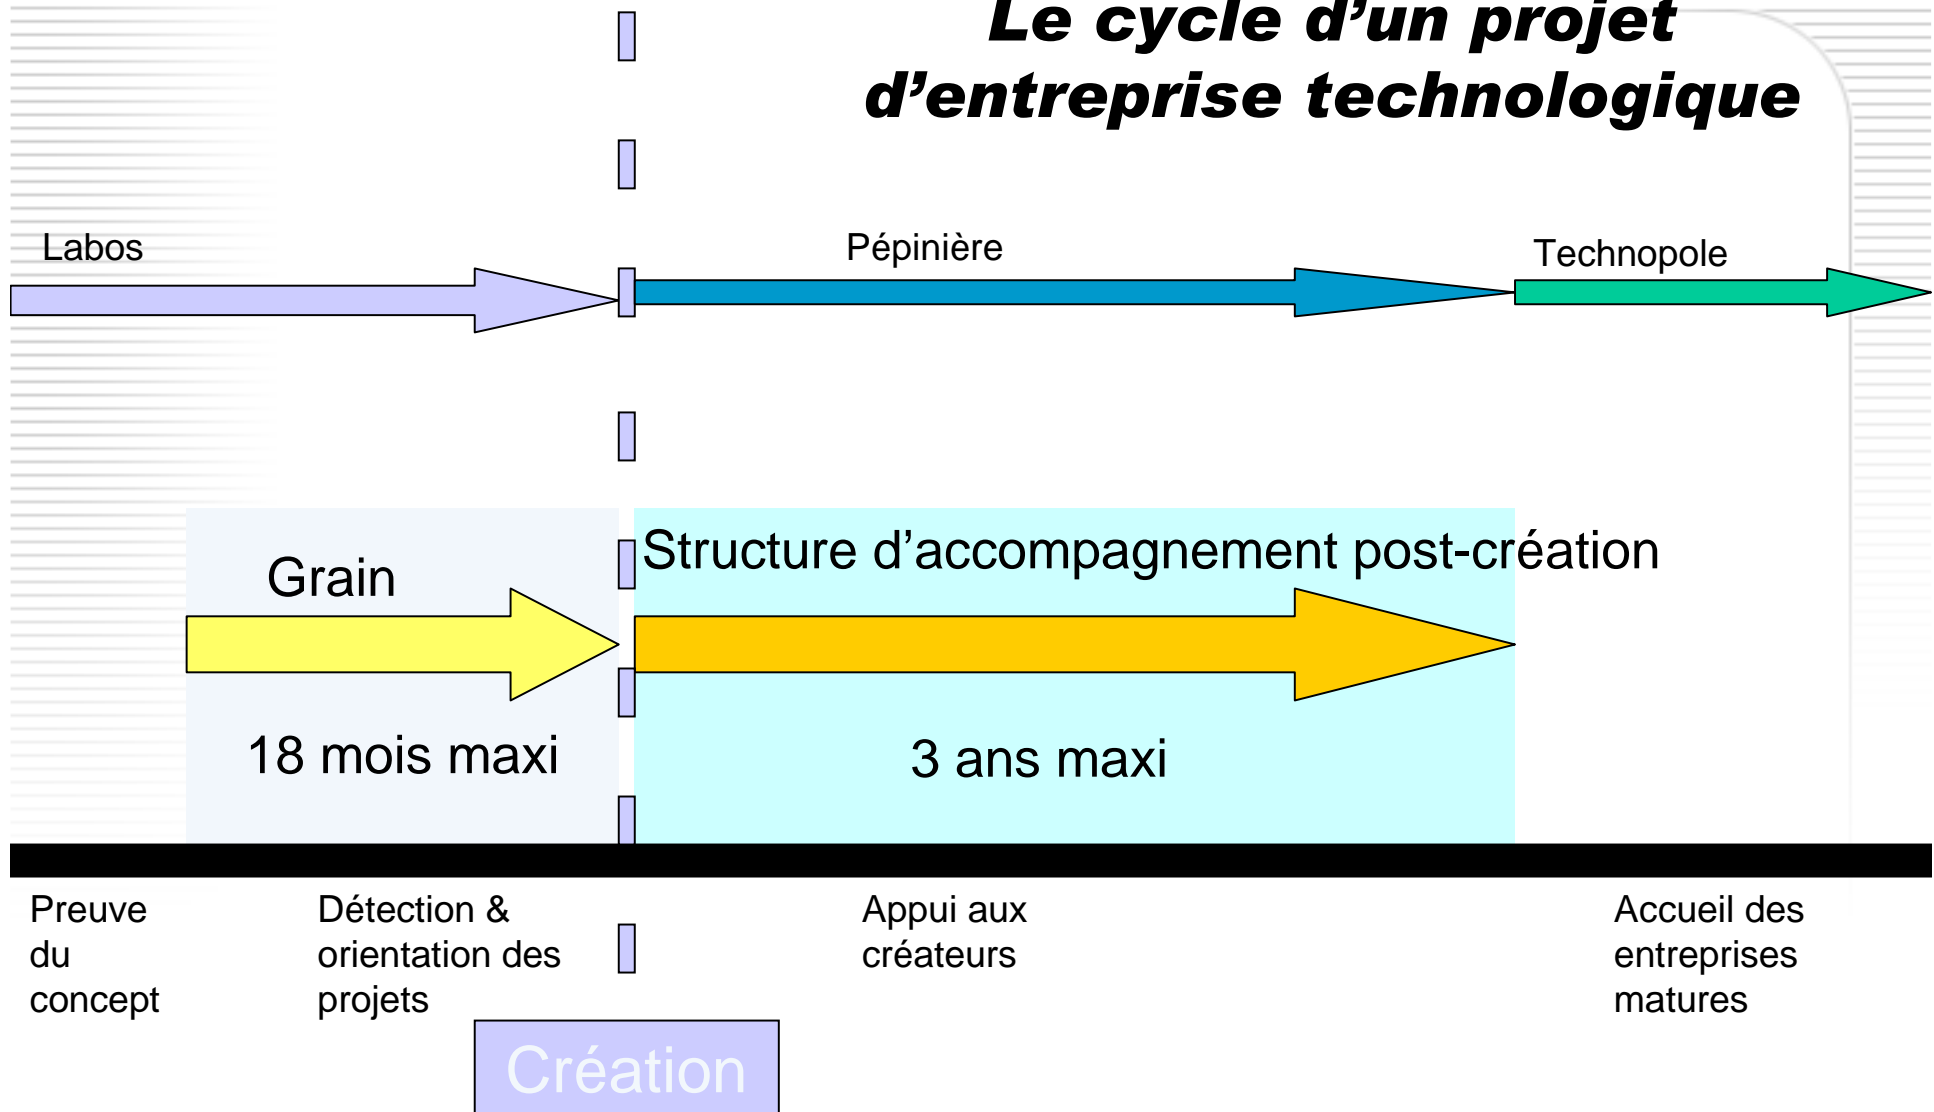 Le cycle d’un projet
d’entreprise technologique
Labos
Pépinière
Technopole
Grain
Structure d’accompagnement post-création
18 mois maxi
3 ans maxi
Preuve
du
concept
Détection &
orientation des
projets
Appui aux
créateurs
Accueil des
entreprises
matures
Création